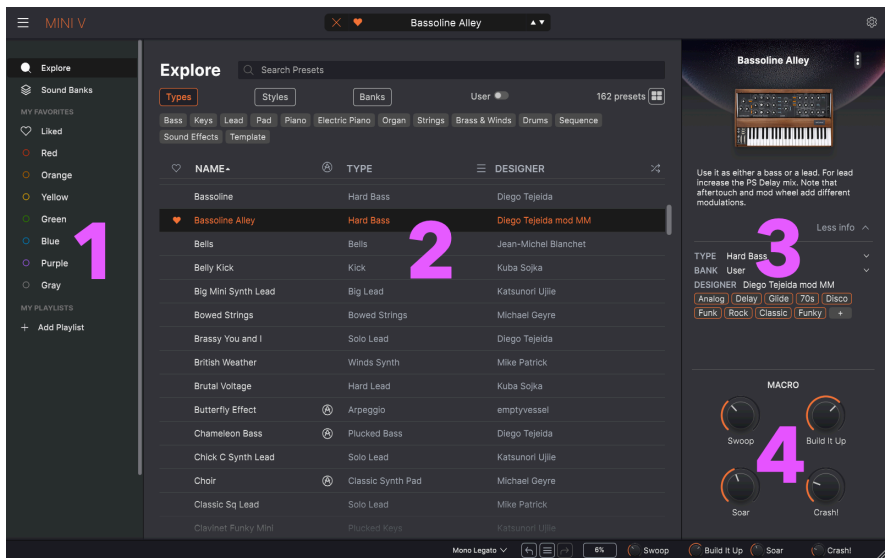 MINI V
Bassoline Alley
Explore
Sound Banks
MY FAVORITES
Liked
Red
Orange
Yellow
Green
Blue
Purple
Gray
MY PLAYLISTS
Add Playlist
1
Explore
Search Presets
Types Styles Banks User 162 presets
Bass Keys Lead Pad Piano Electric Piano Organ Strings Brass & Winds Drums Sequence
Sound Effects Template
NAME TYPE DESIGNER
Bassoline Hard Bass Diego Tejeida
Bassoline Alley Hard Bass Diego Tejeida mod MM
Bells Bells Jean-Michel Blanchet
Belly Kick Kick Kuba Sojka
Big Mini Synth Lead Big Lead Katsunori Ujiie
Bowed Strings Bowed Strings Michael Geyre
Brassy You and I Solo Lead Diego Tejeida
British Weather Winds Synth Mike Patrick
Brutal Voltage Hard Lead Kuba Sojka
Butterfly Effect Arpeggio emptyvessel
Chameleon Bass Plucked Bass Diego Tejeida
Chick C Synth Lead Solo Lead Katsunori Ujiie
Choir Classic Synth Pad Michael Geyre
Classic Sq Lead Solo Lead Mike Patrick
Clavinet Funky Mini Plucked Keys Katsunori Ujiie
2
Bassoline Alley
Use it as either a bass or a lead. For lead
increase the PS Delay mix. Note that
aftertouch and mod wheel add different
modulations.
Less info
TYPE Hard Bass
BANK User
DESIGNER Diego Tejeida mod MM
Analog Delay Glide 70s Disco
Funk Rock Classic Funky +
3
MACRO
Swoop Build It Up
Soar Crash!
4
Mono Legato 6% Swoop Build It Up Soar Crash!